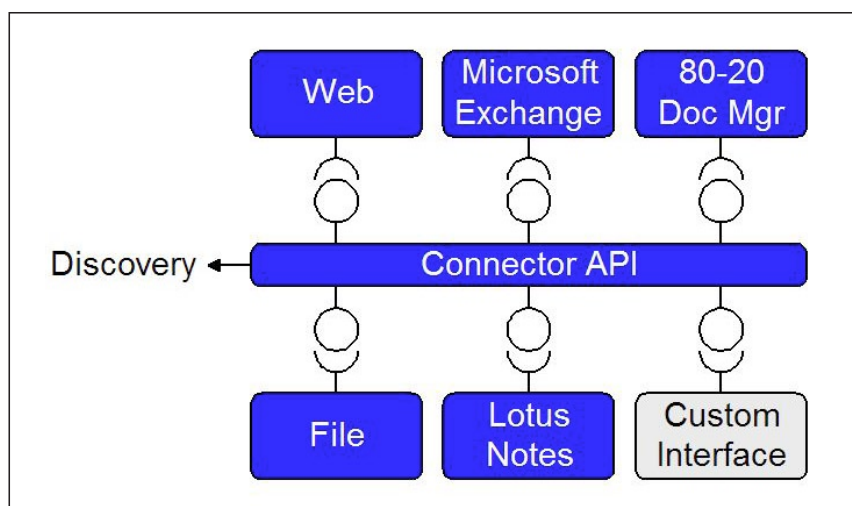 Web
Microsoft
Exchange
80-20
Doc Mgr
Discovery
Connector API
File
Lotus
Notes
Custom
Interface